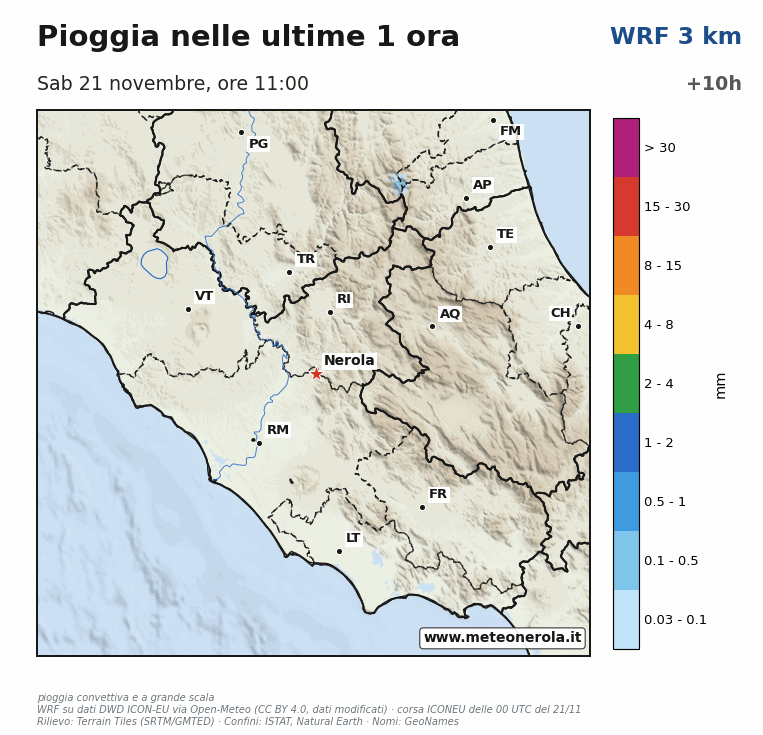 Pioggia nelle ultime 1 ora
WRF 3 km
Sab 21 novembre, ore 11:00
+10h
FM
PG
AP
TE
TR
VT
RI
AQ
CH
Nerola
RM
FR
LT
www.meteonerola.it
> 30
15 - 30
8 - 15
4 - 8
2 - 4
1 - 2
0.5 - 1
0.1 - 0.5
0.03 - 0.1
mm
pioggia convettiva e a grande scala
WRF su dati DWD ICON-EU via Open-Meteo (CC BY 4.0, dati modificati) · corsa ICONEU delle 00 UTC del 21/11
Rilievo: Terrain Tiles (SRTM/GMTED) · Confini: ISTAT, Natural Earth · Nomi: GeoNames